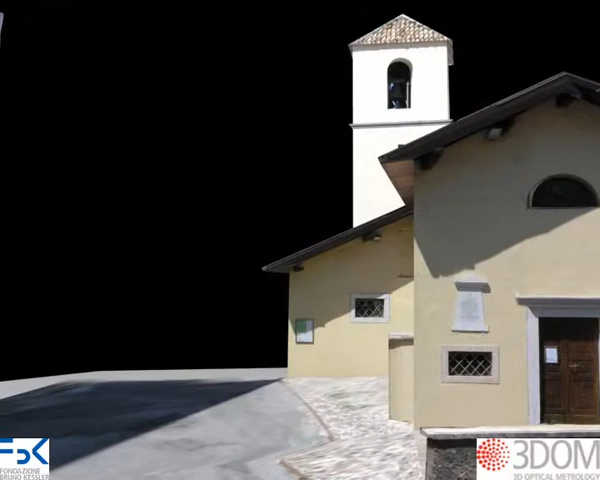 FBK
FONDAZIONE
BRUNO KESSLER
3DOM
3D OPTICAL METROLOGY